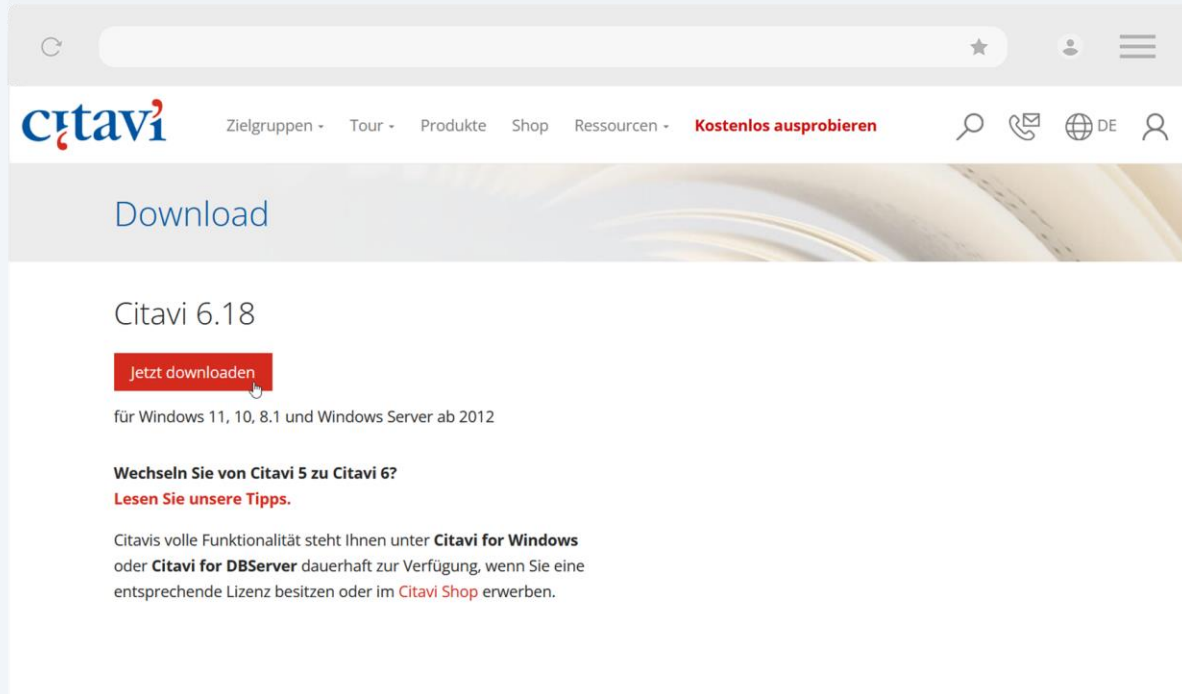 citavi
Zielgruppen Tour Produkte Shop Ressourcen Kostenlos ausprobieren DE
Download
Citavi 6.18
Jetzt downloaden
für Windows 11, 10, 8.1 und Windows Server ab 2012
Wechseln Sie von Citavi 5 zu Citavi 6?
Lesen Sie unsere Tipps.
Citavis volle Funktionalität steht Ihnen unter Citavi for Windows
oder Citavi for DBServer dauerhaft zur Verfügung, wenn Sie eine
entsprechende Lizenz besitzen oder im Citavi Shop erwerben.